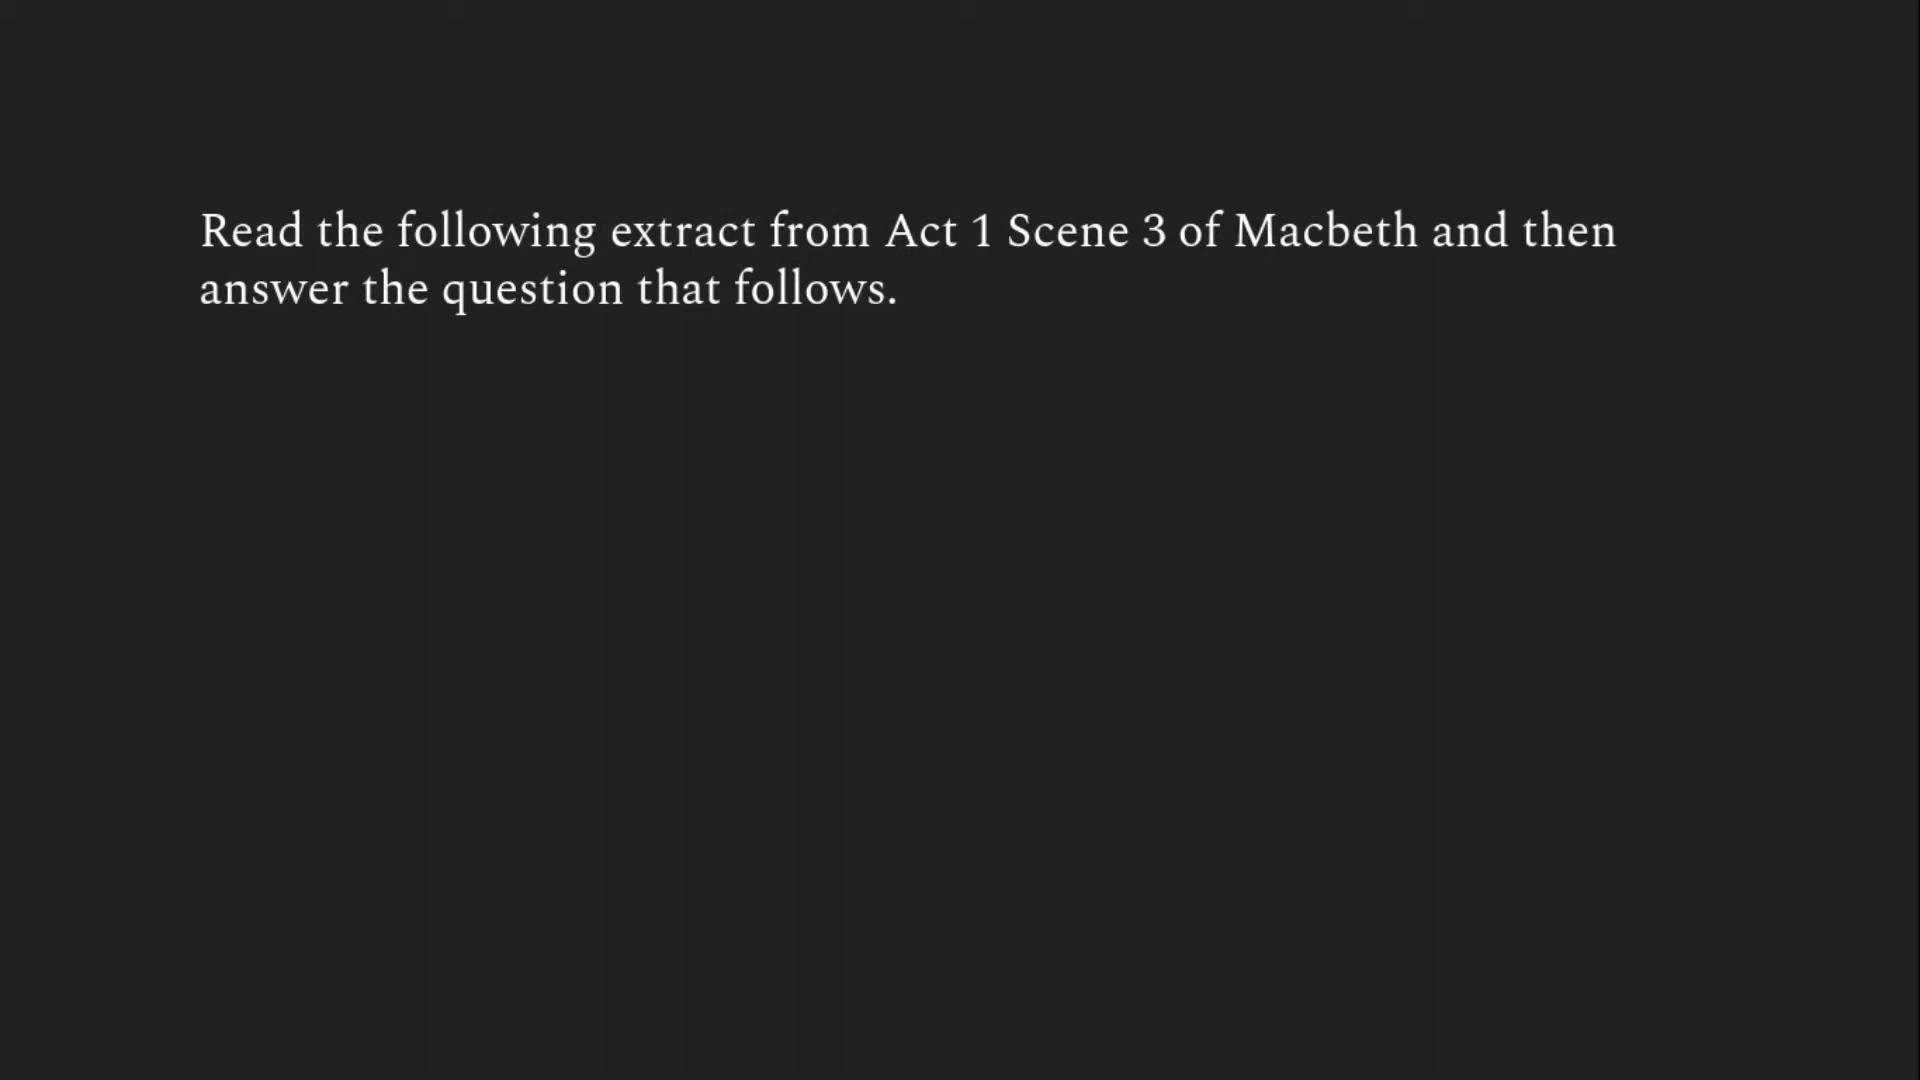 Read the following extract from Act 1 Scene 3 of Macbeth and then
answer the question that follows.